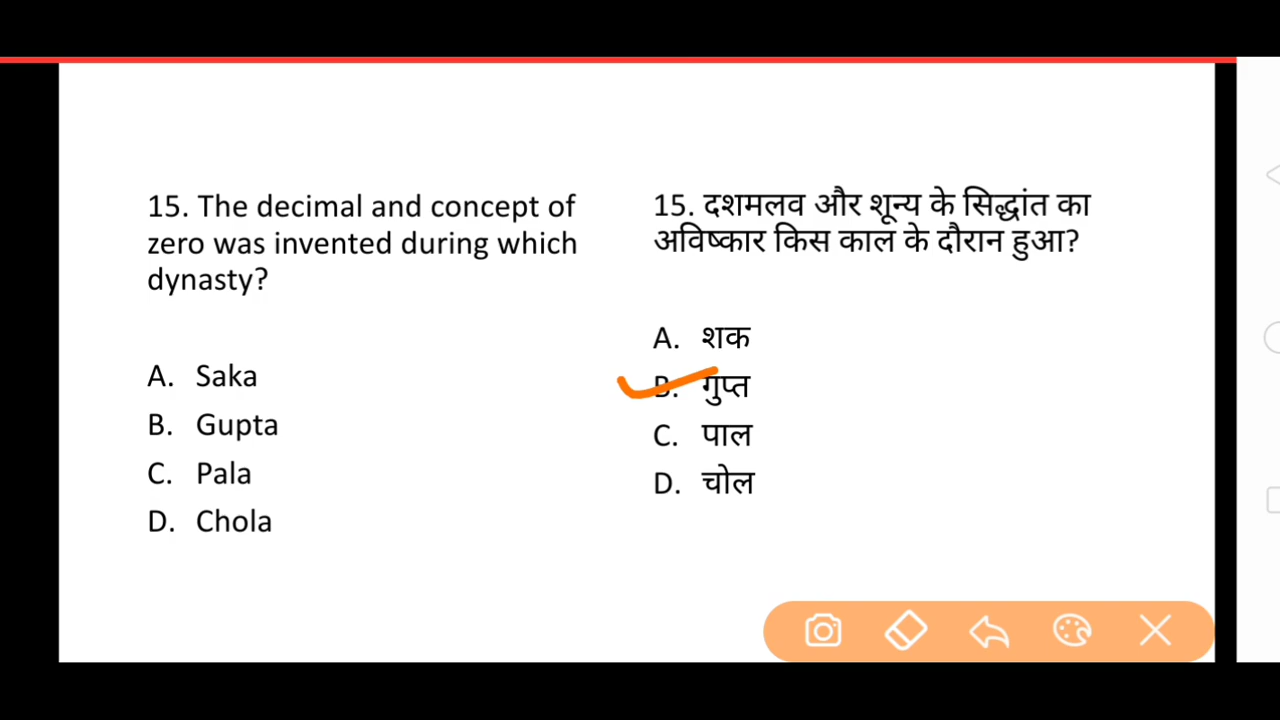 15. The decimal and concept of
zero was invented during which
dynasty?
A. Saka
B. Gupta
C. Pala
D. Chola
15. दशमलव और शून्य के सिद्धांत का
अविष्कार किस काल के दौरान हुआ?
A. शक
B. गुप्त
C. पाल
D. चोल